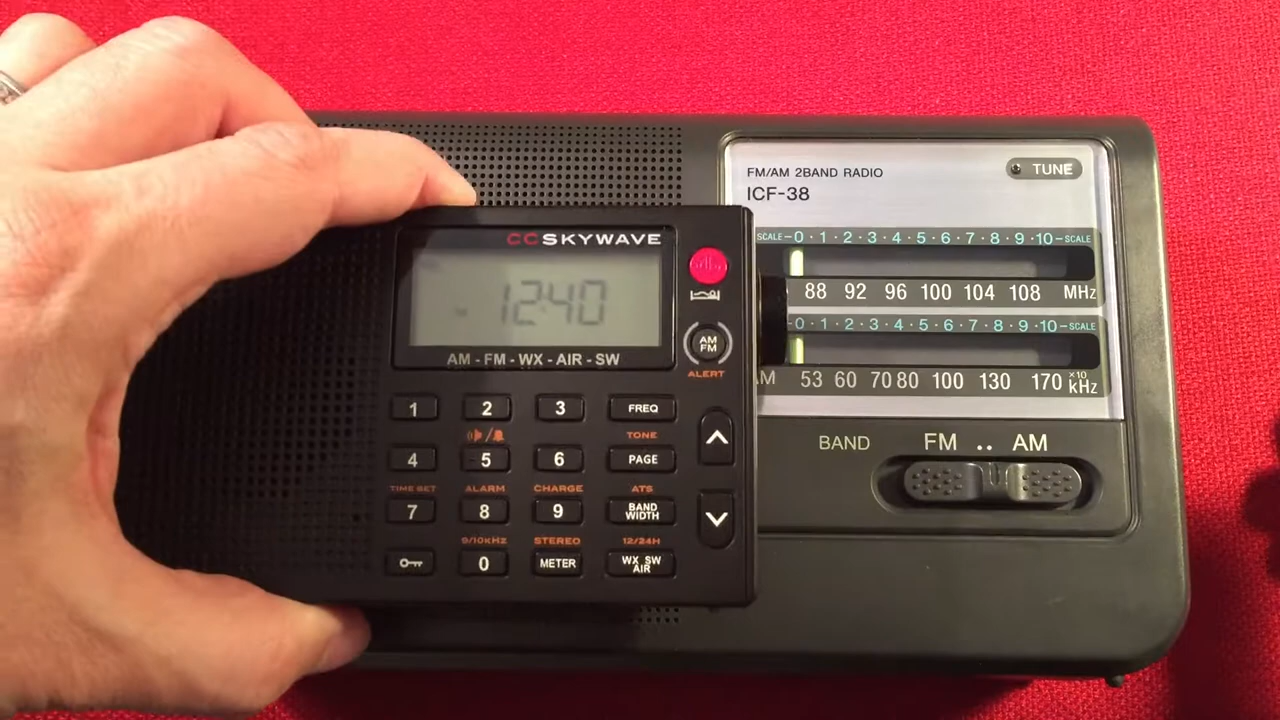 CCSKYWAVE
12:40
AM - FM - WX - AIR - SW
AM
FM
ALERT
1
2
3
FREQ
TONE
4
5
6
PAGE
TIME SET
ALARM
CHARGE
ATS
7
8
9
BAND
WIDTH
9/10kHz
STEREO
12/24H
0
METER
WX SW
AIR
FM/AM 2BAND RADIO
TUNE
ICF-38
SCALE-0·1·2·3·4·5·6·7·8·9·10-SCALE
88 92 96 100 104 108 MHz
-0·1·2·3·4·5·6·7·8·9·10-SCALE
AM 53 60 70 80 100 130 170 x10 kHz
BAND FM .. AM